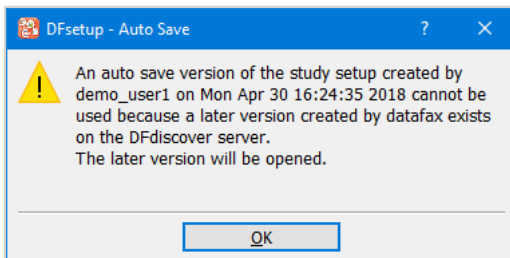 DFsetup - Auto Save
An auto save version of the study setup created by
demo_user1 on Mon Apr 30 16:24:35 2018 cannot be
used because a later version created by datafax exists
on the DFdiscover server.
The later version will be opened.
OK